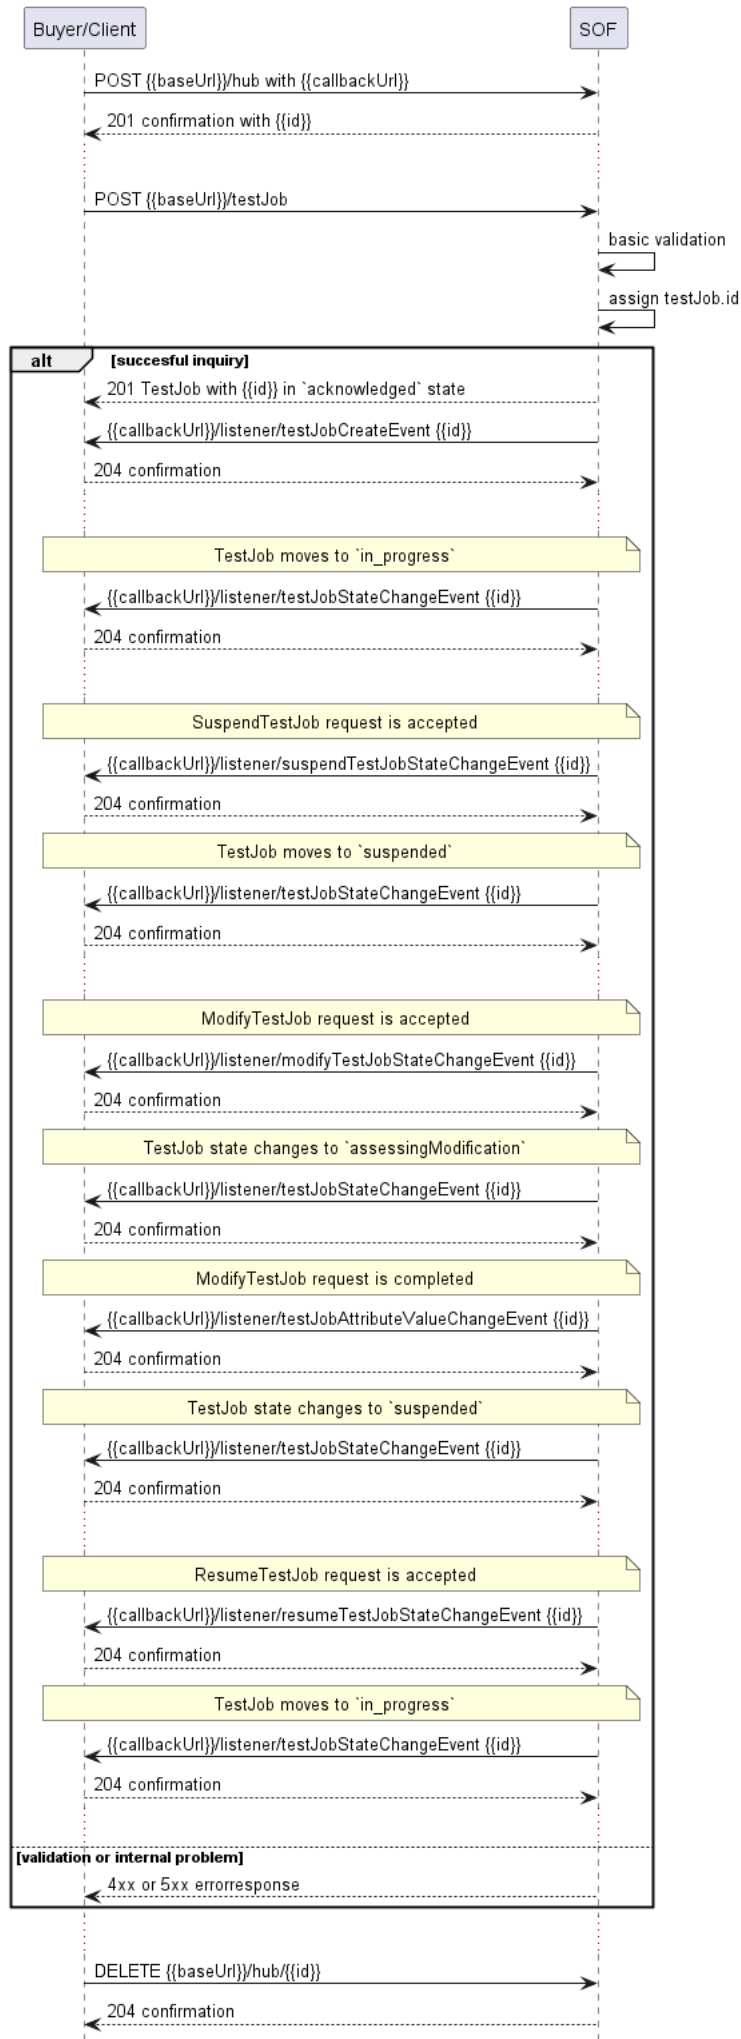 Buyer/Client
SOF
POST {{baseUrl}}/hub with {{callbackUrl}}
201 confirmation with {{id}}
POST {{baseUrl}}/testJob
basic validation
assign testJob.id
alt
[succesful inquiry]
201 TestJob with {{id}} in `acknowledged` state
{{callbackUrl}}/listener/testJobCreateEvent {{id}}
204 confirmation
TestJob moves to `in_progress`
{{callbackUrl}}/listener/testJobStateChangeEvent {{id}}
204 confirmation
SuspendTestJob request is accepted
{{callbackUrl}}/listener/suspendTestJobStateChangeEvent {{id}}
204 confirmation
TestJob moves to `suspended`
{{callbackUrl}}/listener/testJobStateChangeEvent {{id}}
204 confirmation
ModifyTestJob request is accepted
{{callbackUrl}}/listener/modifyTestJobStateChangeEvent {{id}}
204 confirmation
TestJob state changes to `assessingModification`
{{callbackUrl}}/listener/testJobStateChangeEvent {{id}}
204 confirmation
ModifyTestJob request is completed
{{callbackUrl}}/listener/testJobAttributeValueChangeEvent {{id}}
204 confirmation
TestJob state changes to `suspended`
{{callbackUrl}}/listener/testJobStateChangeEvent {{id}}
204 confirmation
ResumeTestJob request is accepted
{{callbackUrl}}/listener/resumeTestJobStateChangeEvent {{id}}
204 confirmation
TestJob moves to `in_progress`
{{callbackUrl}}/listener/testJobStateChangeEvent {{id}}
204 confirmation
[validation or internal problem]
4xx or 5xx errorresponse
DELETE {{baseUrl}}/hub/{{id}}
204 confirmation